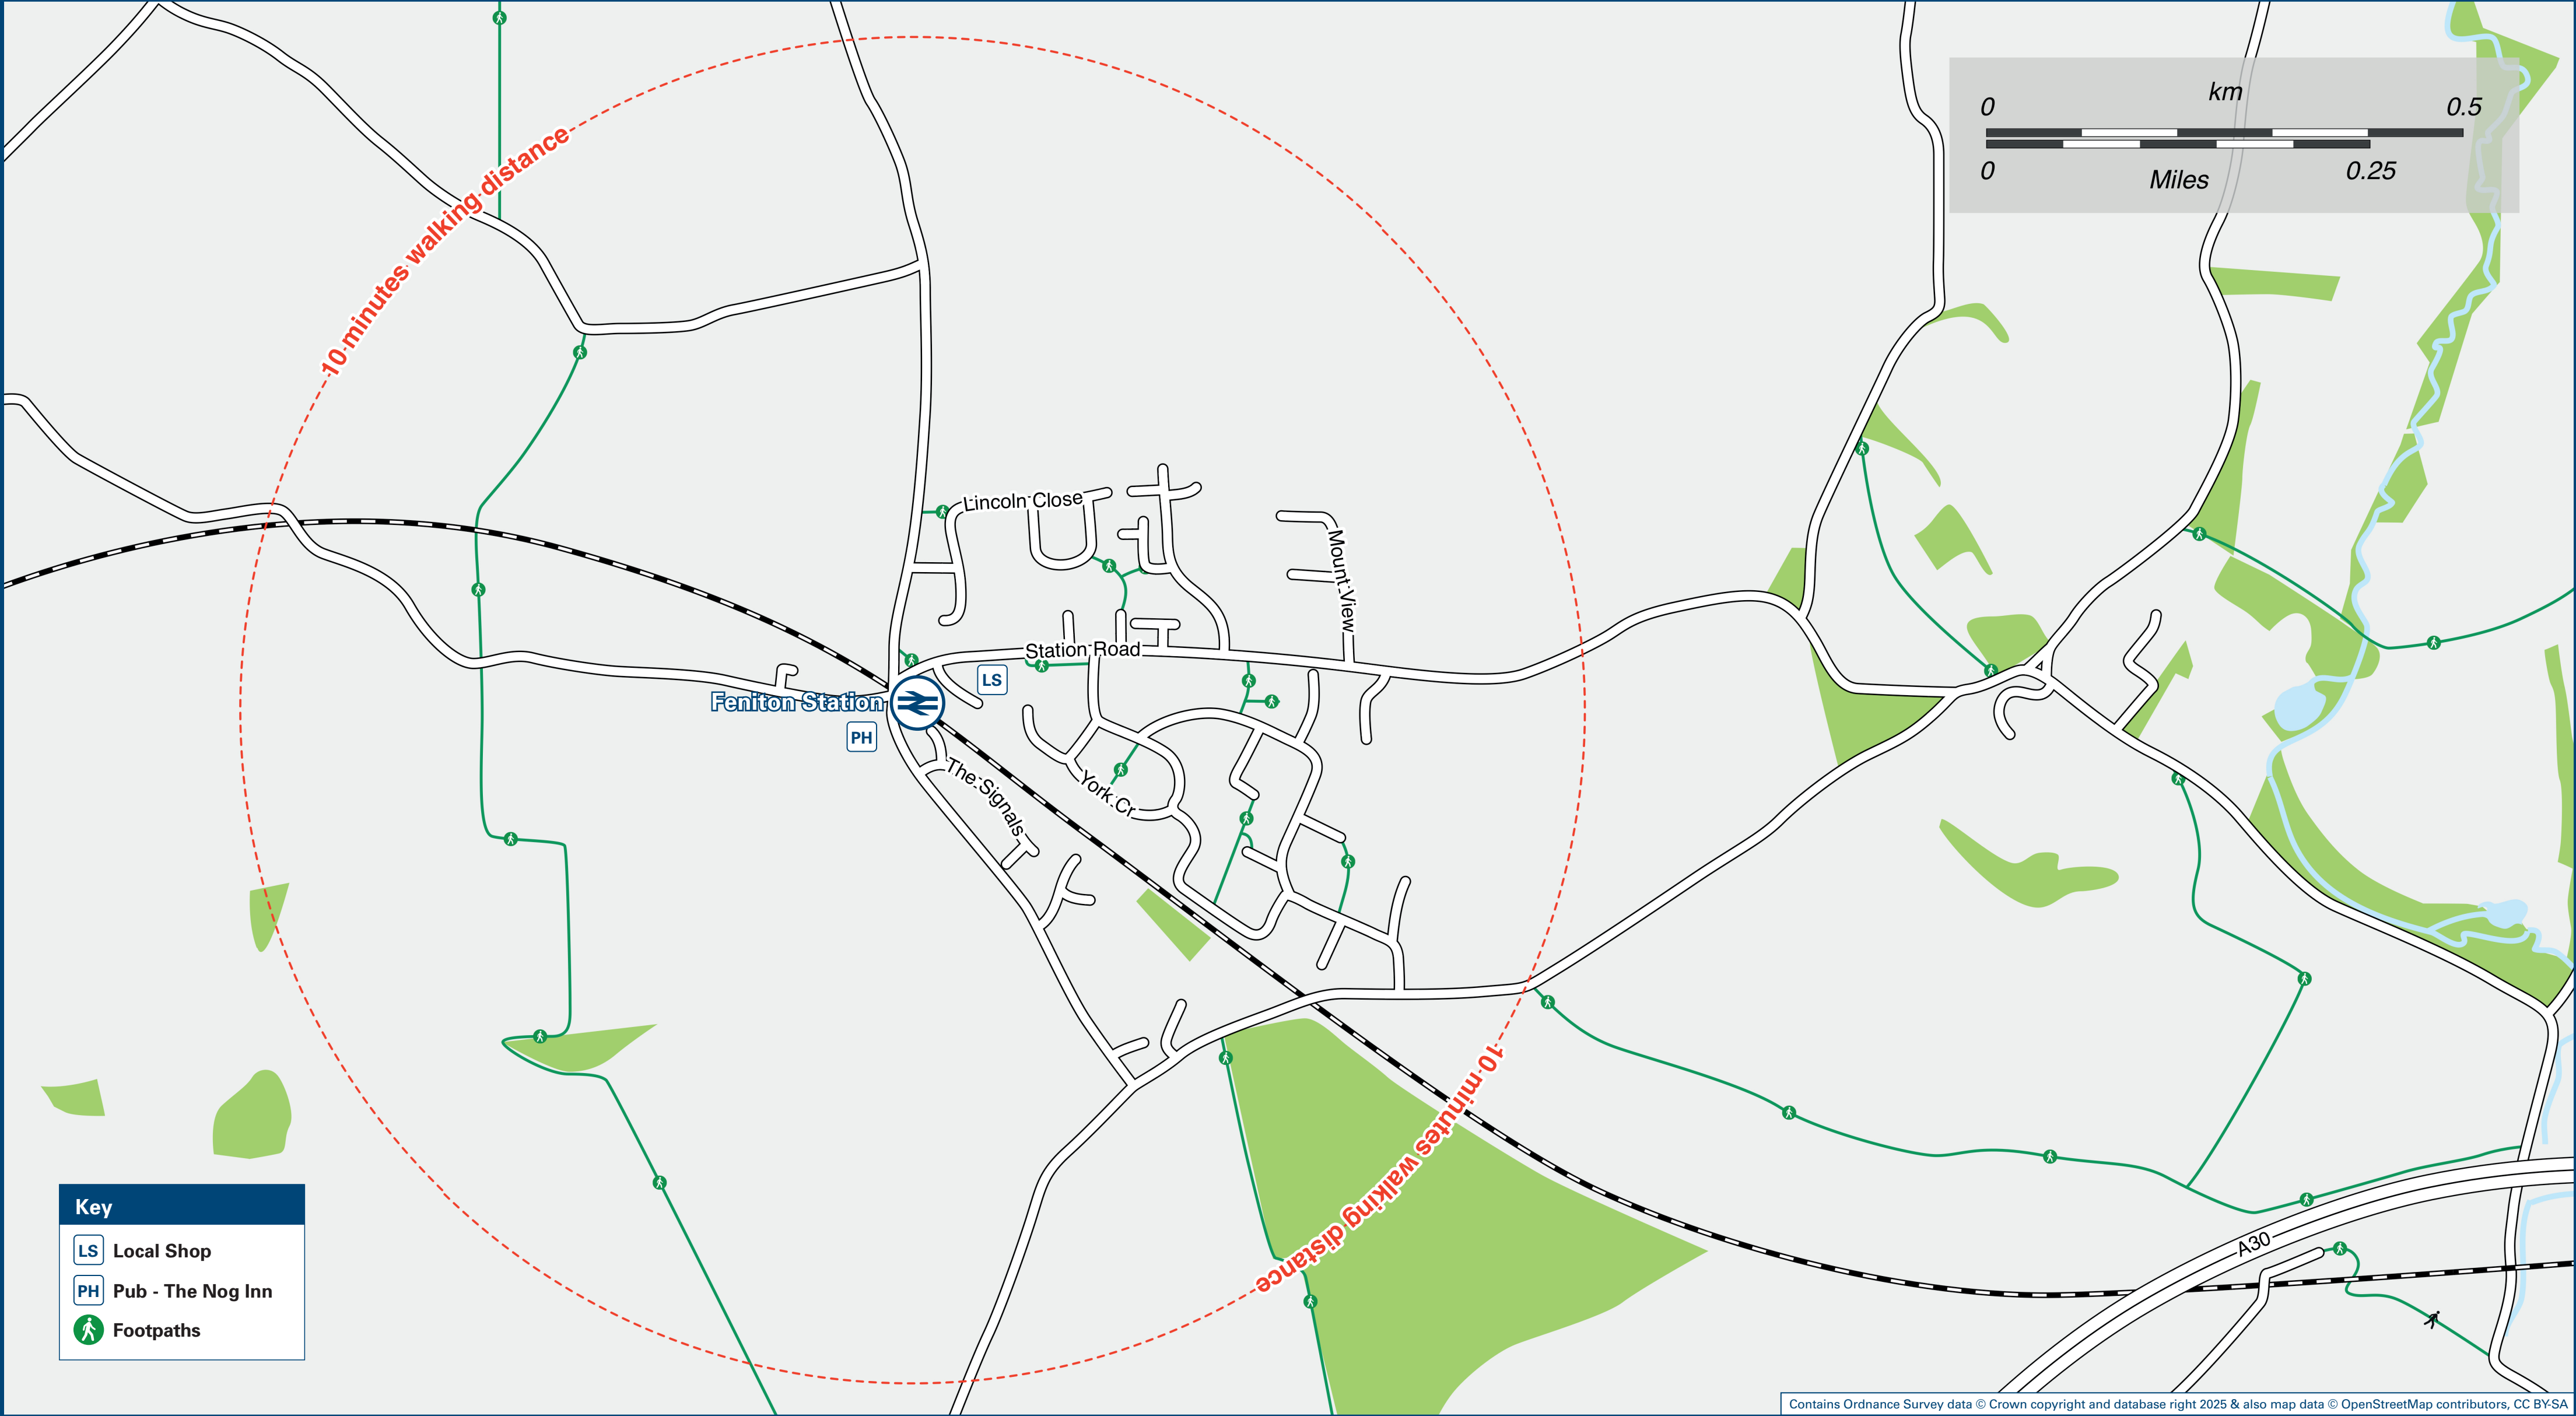 km
0 0.5
0 0.25
Miles
10 minutes walking distance
Lincoln Close
Mount View
Station Road
LS
Feniton Station
PH
The Signals
York Cr
10 minutes walking distance
A30
Key
LS Local Shop
PH Pub - The Nog Inn
Footpaths
Contains Ordnance Survey data © Crown copyright and database right 2025 & also map data © OpenStreetMap contributors, CC BY-SA